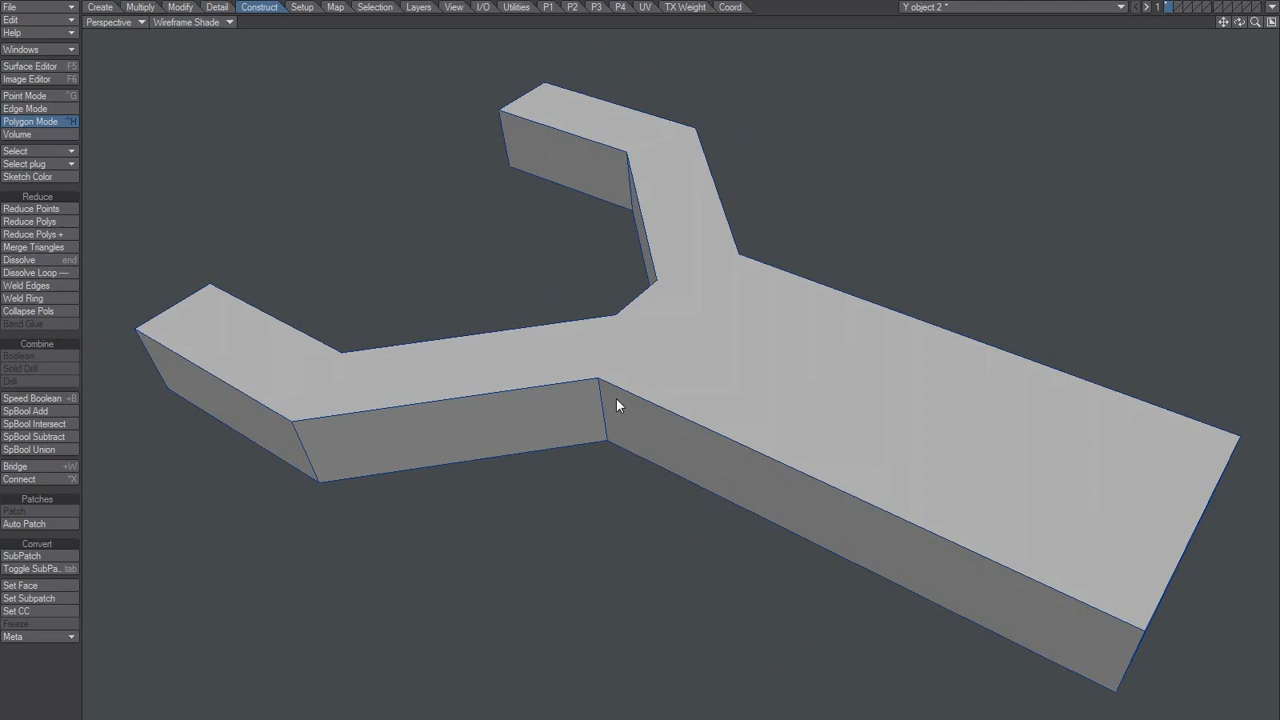 File Create Multiply Modify Detail Construct Setup Map Selection Layers View I/O Utilities P1 P2 P3 P4 UV TX Weight Coord Y object 2 * 1
Edit Perspective Wireframe Shade
Help
Windows
Surface Editor F5
Image Editor F6
Point Mode ^G
Edge Mode
Polygon Mode ^H
Volume
Select
Select plug
Sketch Color
Reduce
Reduce Points
Reduce Polys
Reduce Polys +
Merge Triangles
Dissolve end
Dissolve Loop —
Weld Edges
Weld Ring
Collapse Pols
Band Glue
Combine
Boolean
Solid Drill
Drill
Speed Boolean +B
SpBool Add
SpBool Intersect
SpBool Subtract
SpBool Union
Bridge +W
Connect ^X
Patches
Patch
Auto Patch
Convert
SubPatch
Toggle SubPa.. tab
Set Face
Set Subpatch
Set CC
Freeze
Meta